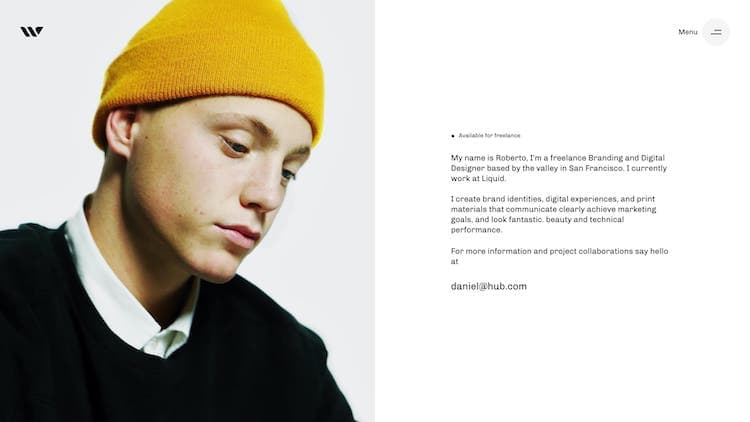 Menu
Available for freelance
My name is Roberto, I'm a freelance Branding and Digital
Designer based by the valley in San Francisco. I currently
work at Liquid.
I create brand identities, digital experiences, and print
materials that communicate clearly achieve marketing
goals, and look fantastic. beauty and technical
performance.
For more information and project collaborations say hello
at
daniel@hub.com